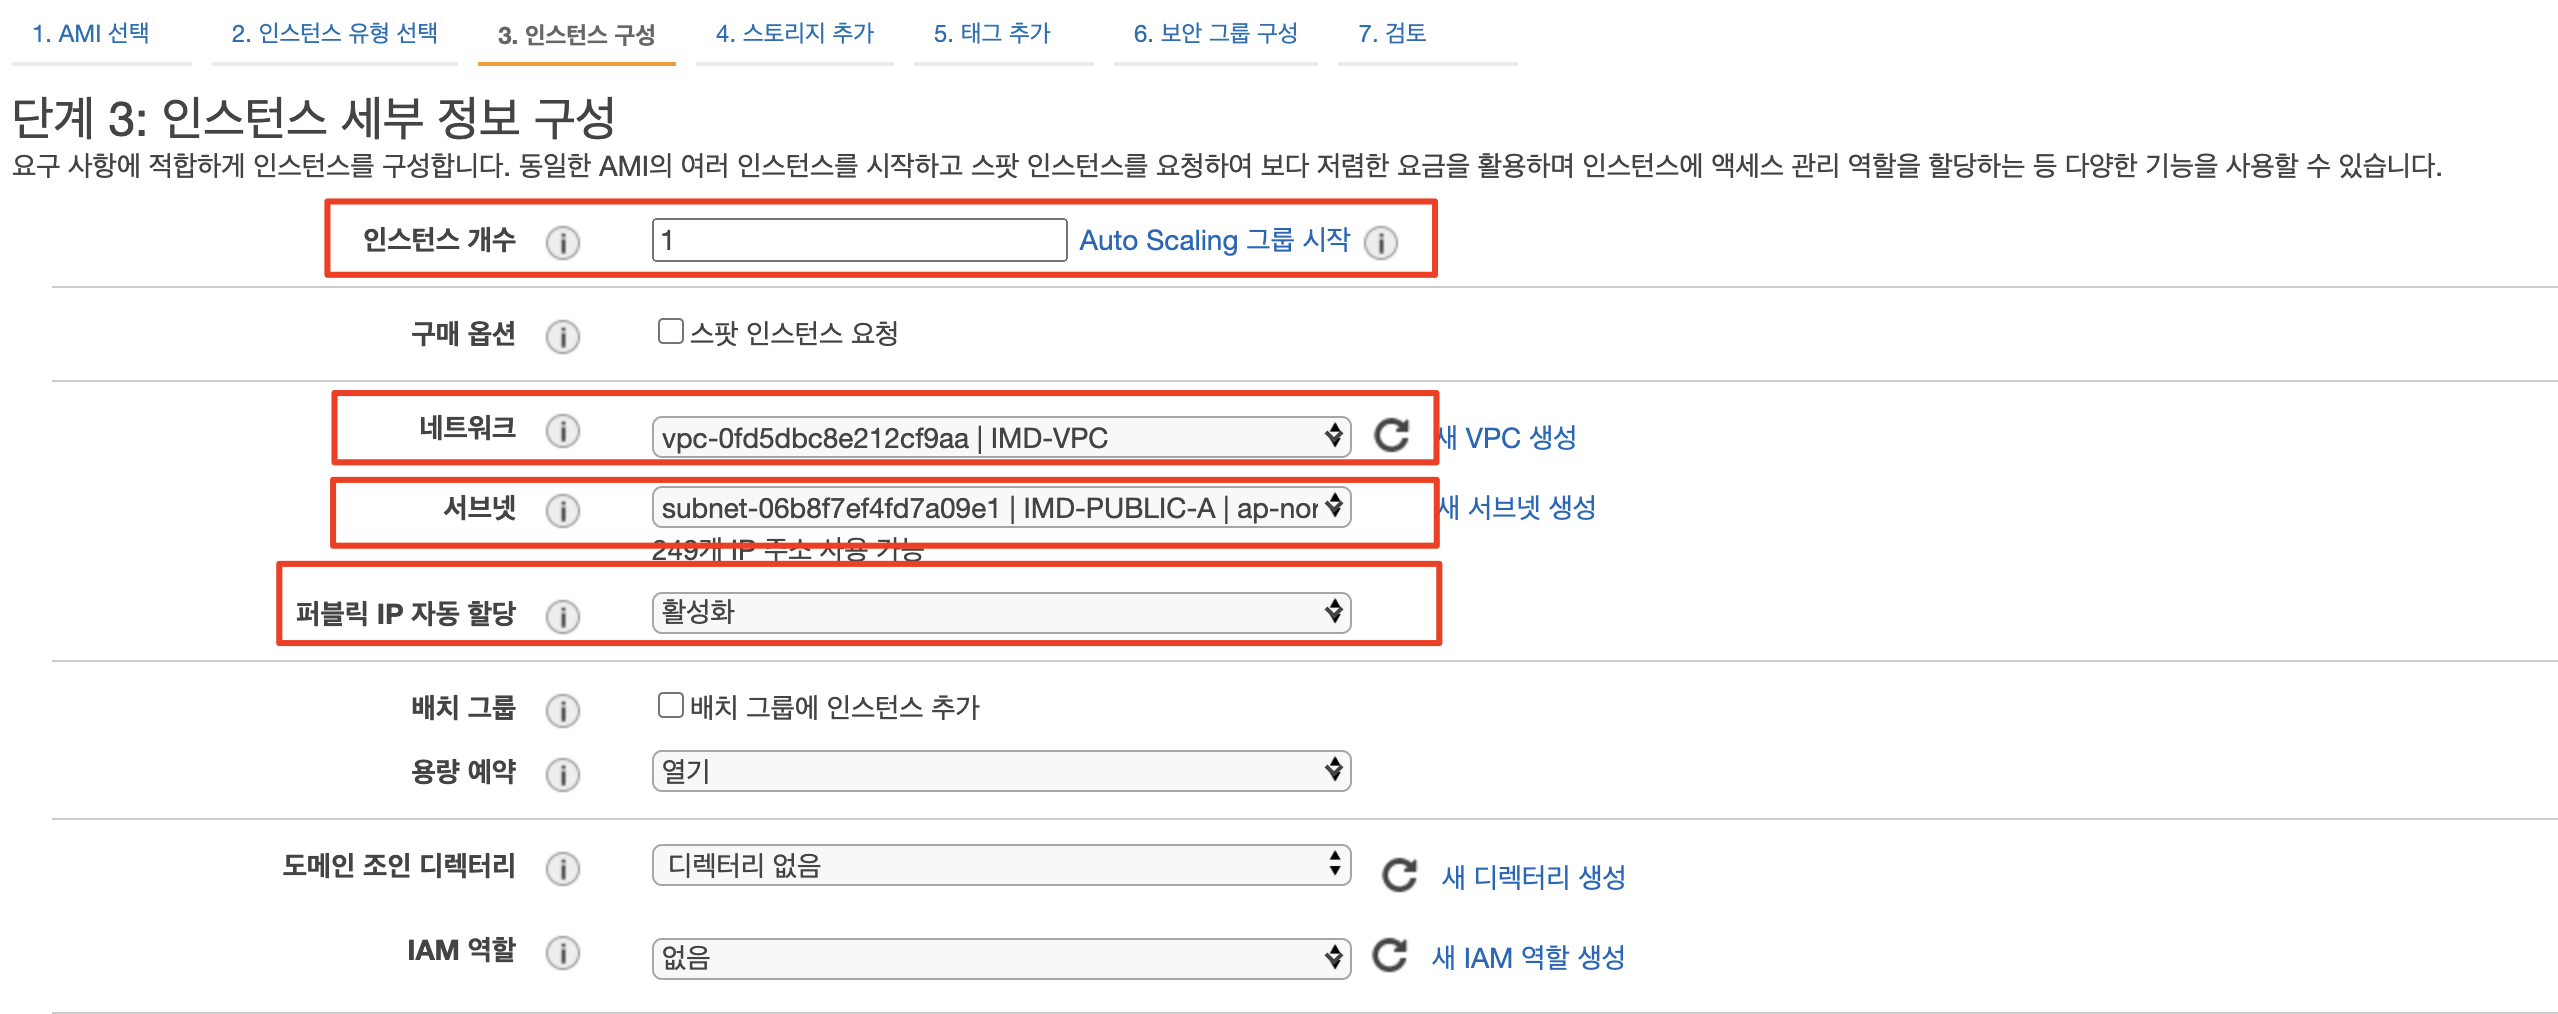 1. AMI 선택 2. 인스턴스 유형 선택 3. 인스턴스 구성 4. 스토리지 추가 5. 태그 추가 6. 보안 그룹 구성 7. 검토
단계 3: 인스턴스 세부 정보 구성
요구 사항에 적합하게 인스턴스를 구성합니다. 동일한 AMI의 여러 인스턴스를 시작하고 스팟 인스턴스를 요청하여 보다 저렴한 요금을 활용하며 인스턴스에 액세스 관리 역할을 할당하는 등 다양한 기능을 사용할 수 있습니다.
인스턴스 개수 1 Auto Scaling 그룹 시작
구매 옵션 스팟 인스턴스 요청
네트워크 vpc-0fd5dbc8e212cf9aa | IMD-VPC 새 VPC 생성
서브넷 subnet-06b8f7ef4fd7a09e1 | IMD-PUBLIC-A | ap-nor 새 서브넷 생성
249개 IP 주소 사용 가능
퍼블릭 IP 자동 할당 활성화
배치 그룹 배치 그룹에 인스턴스 추가
용량 예약 열기
도메인 조인 디렉터리 디렉터리 없음 새 디렉터리 생성
IAM 역할 없음 새 IAM 역할 생성